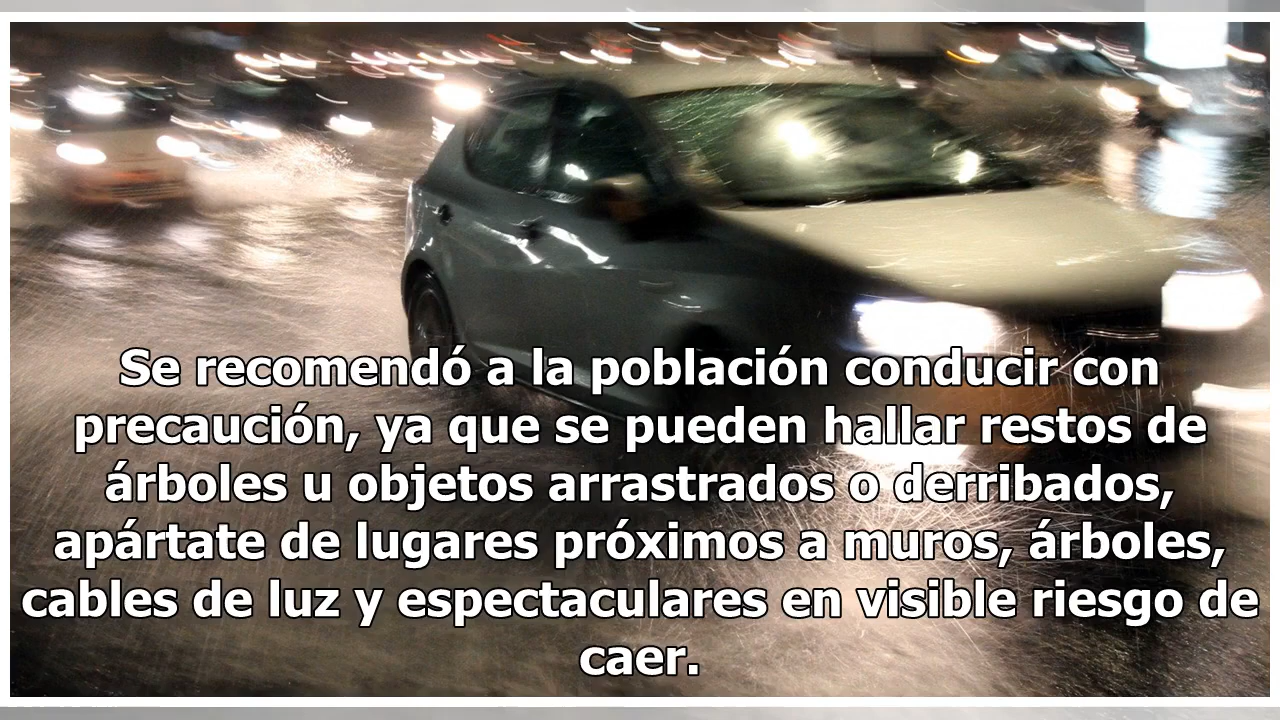 Se recomendó a la población conducir con
precaución, ya que se pueden hallar restos de
árboles u objetos arrastrados o derribados,
apártate de lugares próximos a muros, árboles,
cables de luz y espectaculares en visible riesgo de
caer.